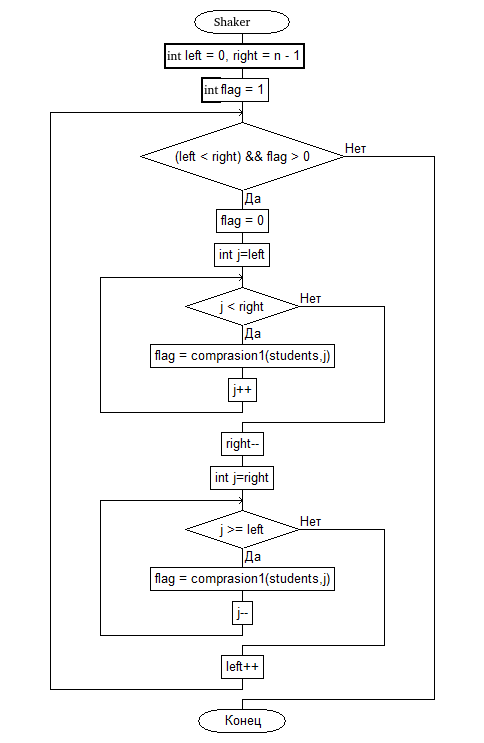 Shaker
int left = 0, right = n - 1
int flag = 1
(left < right) && flag > 0
Нет
Да
flag = 0
int j=left
j < right
Нет
Да
flag = comprasion1(students,j)
j++
right--
int j=right
j >= left
Нет
Да
flag = comprasion1(students,j)
j--
left++
Конец